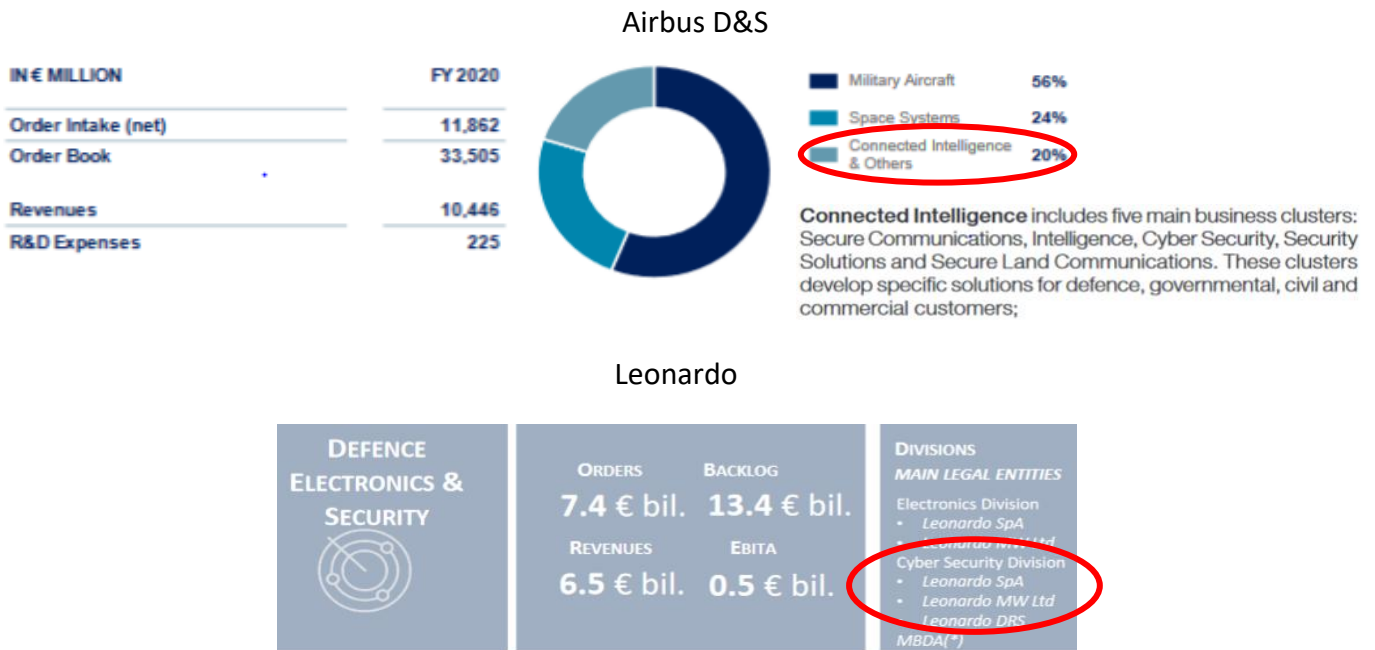 Airbus D&S
IN € MILLION FY 2020
Order Intake (net) 11,862
Order Book 33,505
Revenues 10,446
R&D Expenses 225
Military Aircraft 56%
Space Systems 24%
Connected Intelligence
& Others 20%
Connected Intelligence includes five main business clusters:
Secure Communications, Intelligence, Cyber Security, Security
Solutions and Secure Land Communications. These clusters
develop specific solutions for defence, governmental, civil and
commercial customers;
Leonardo
DEFENCE
ELECTRONICS &
SECURITY
ORDERS BACKLOG
7.4 € bil. 13.4 € bil.
REVENUES EBITA
6.5 € bil. 0.5 € bil.
DIVISIONS
MAIN LEGAL ENTITIES
Electronics Division
• Leonardo SpA
• Leonardo MW Ltd
Cyber Security Division
• Leonardo SpA
• Leonardo MW Ltd
Leonardo DRS
MBDA(*)